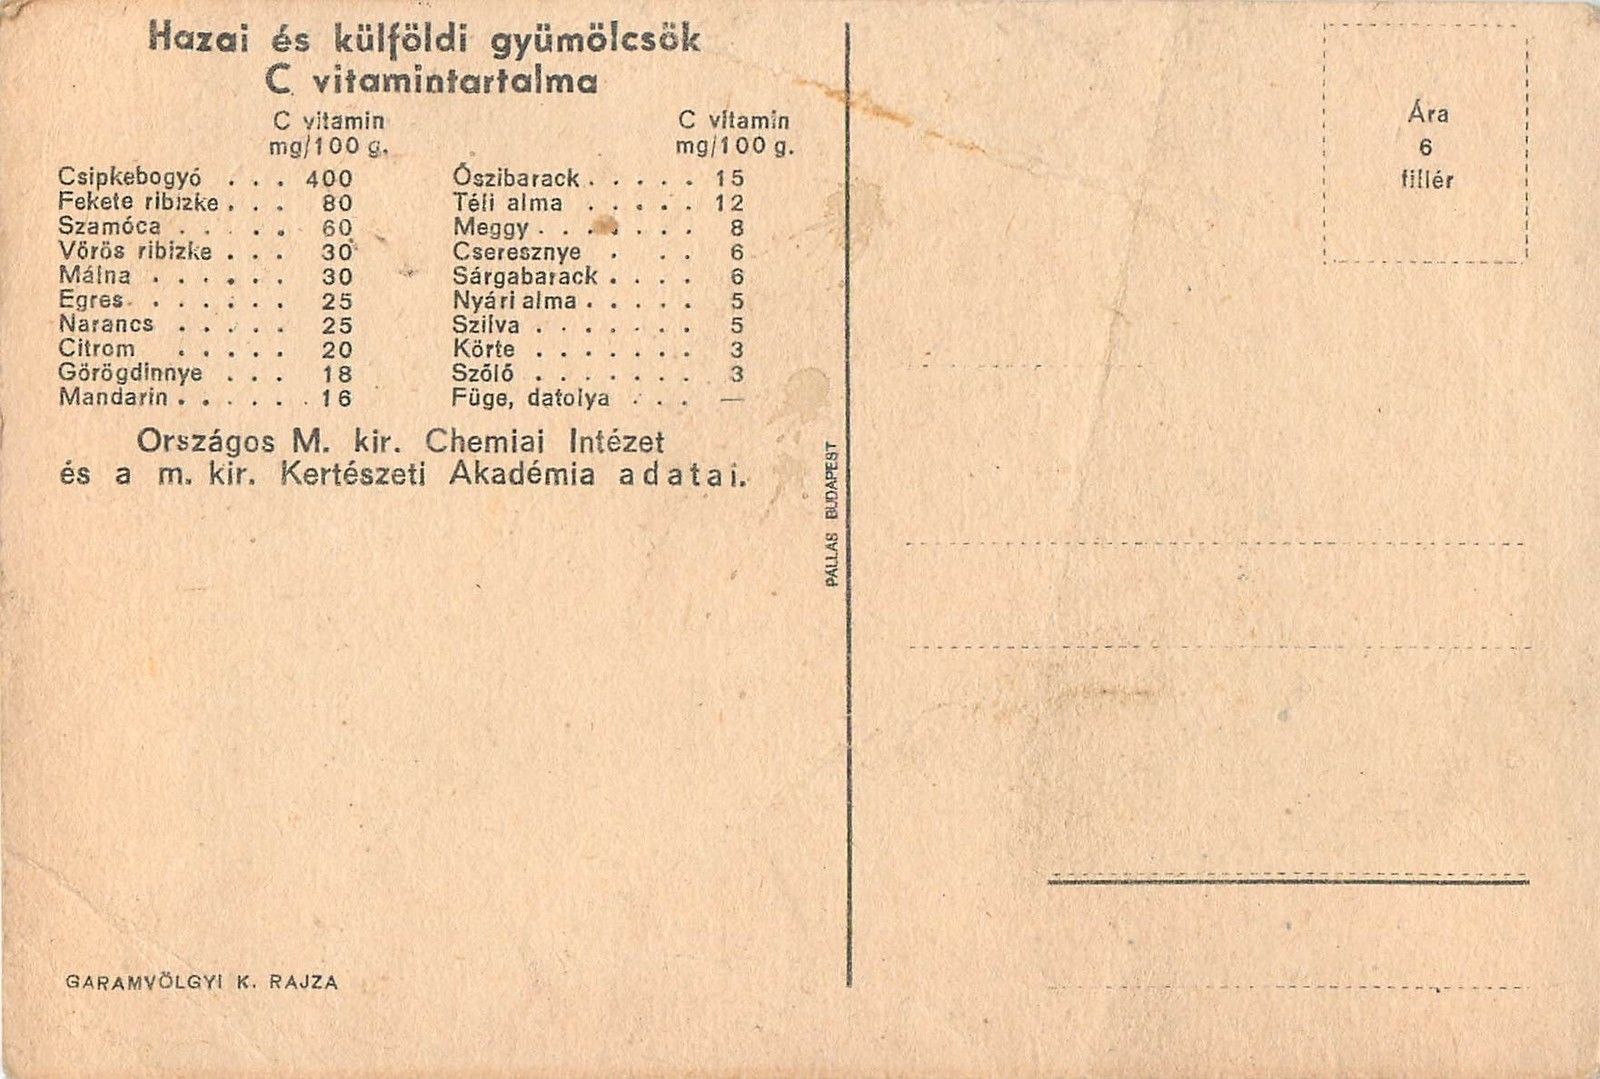 Hazai és külföldi gyümölcsök
C vitamintartalma
C vitamin
mg/100 g.
Csipkebogyó . . . 400
Fekete ribizke . . . 80
Szamóca . . . . . 60
Vörös ribizke . . . 30
Málna . . . . . . 30
Egres . . . . . . 25
Narancs . . . . . 25
Citrom . . . . . 20
Görögdinnye . . . 18
Mandarin . . . . . . 16
C vitamin
mg/100 g.
Őszibarack . . . . . 15
Téli alma . . . . . 12
Meggy . . . . . . . 8
Cseresznye . . . 6
Sárgabarack . . . . 6
Nyári alma . . . . . 5
Szilva . . . . . . . 5
Körte . . . . . . . 3
Szőlő . . . . . . . 3
Füge, datolya . . . —
Országos M. kir. Chemiai Intézet
és a m. kir. Kertészeti Akadémia adatai.
GARAMVÖLGYI K. RAJZA
PALLAS BUDAPEST
Ára
6
fillér